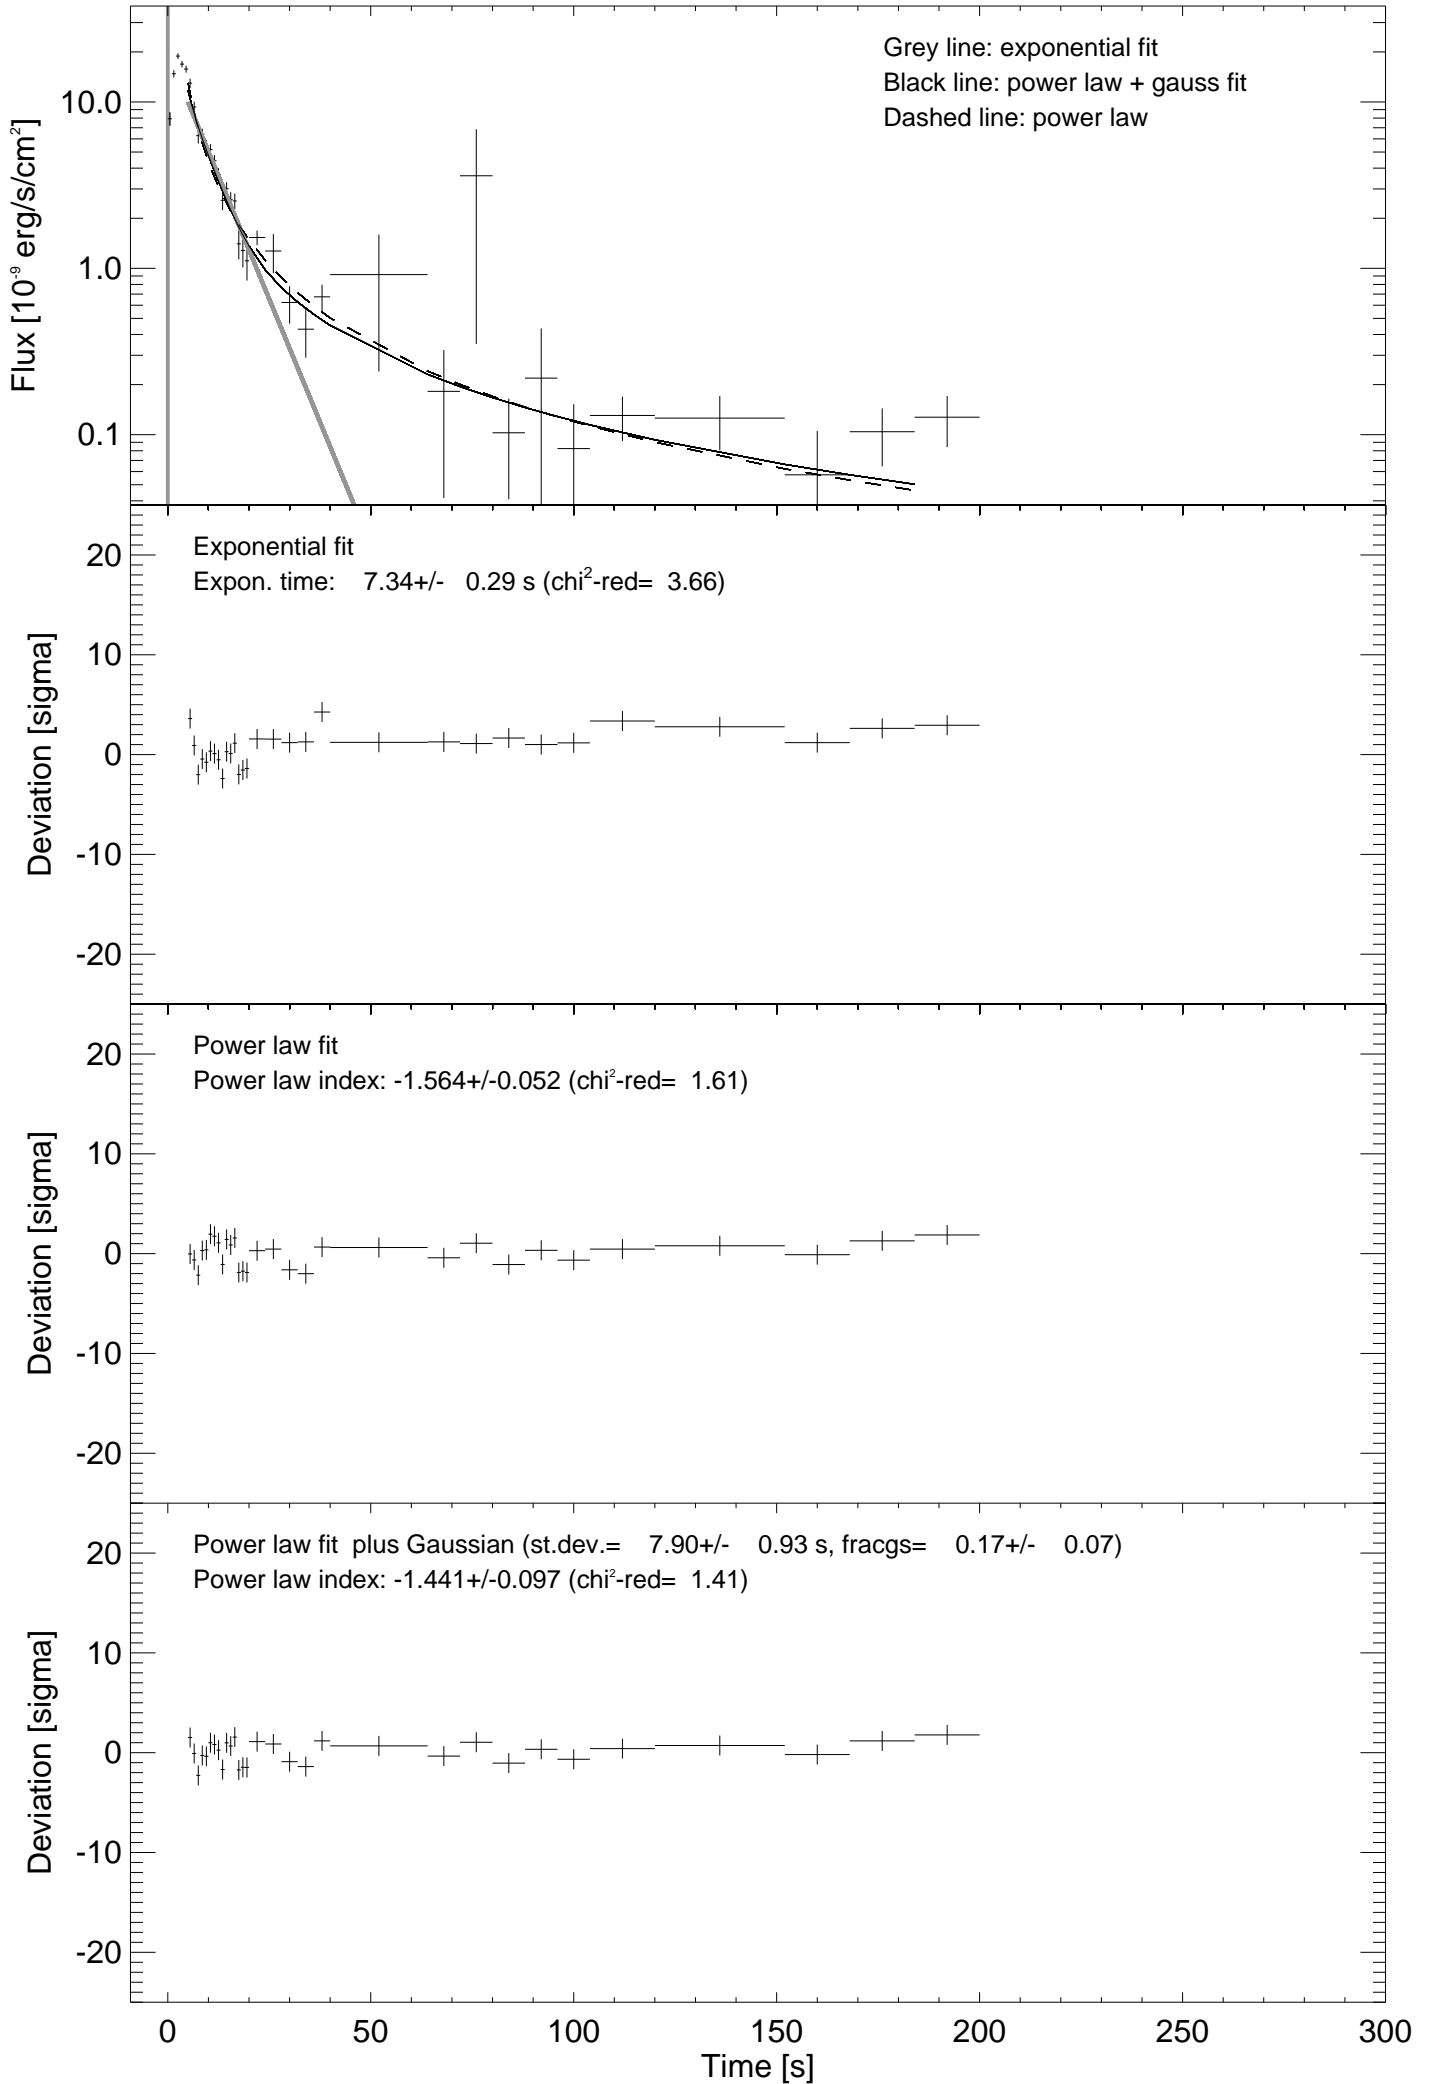 Grey line: exponential fit
Black line: power law + gauss fit
Dashed line: power law
10.0
1.0
0.1
Flux [10⁻⁹ erg/s/cm²]
Exponential fit
Expon. time: 7.34+/- 0.29 s (chi²-red= 3.66)
20
10
0
-10
-20
Deviation [sigma]
Power law fit
Power law index: -1.564+/-0.052 (chi²-red= 1.61)
20
10
0
-10
-20
Deviation [sigma]
Power law fit plus Gaussian (st.dev.= 7.90+/- 0.93 s, fracgs= 0.17+/- 0.07)
Power law index: -1.441+/-0.097 (chi²-red= 1.41)
20
10
0
-10
-20
Deviation [sigma]
0 50 100 150 200 250 300
Time [s]